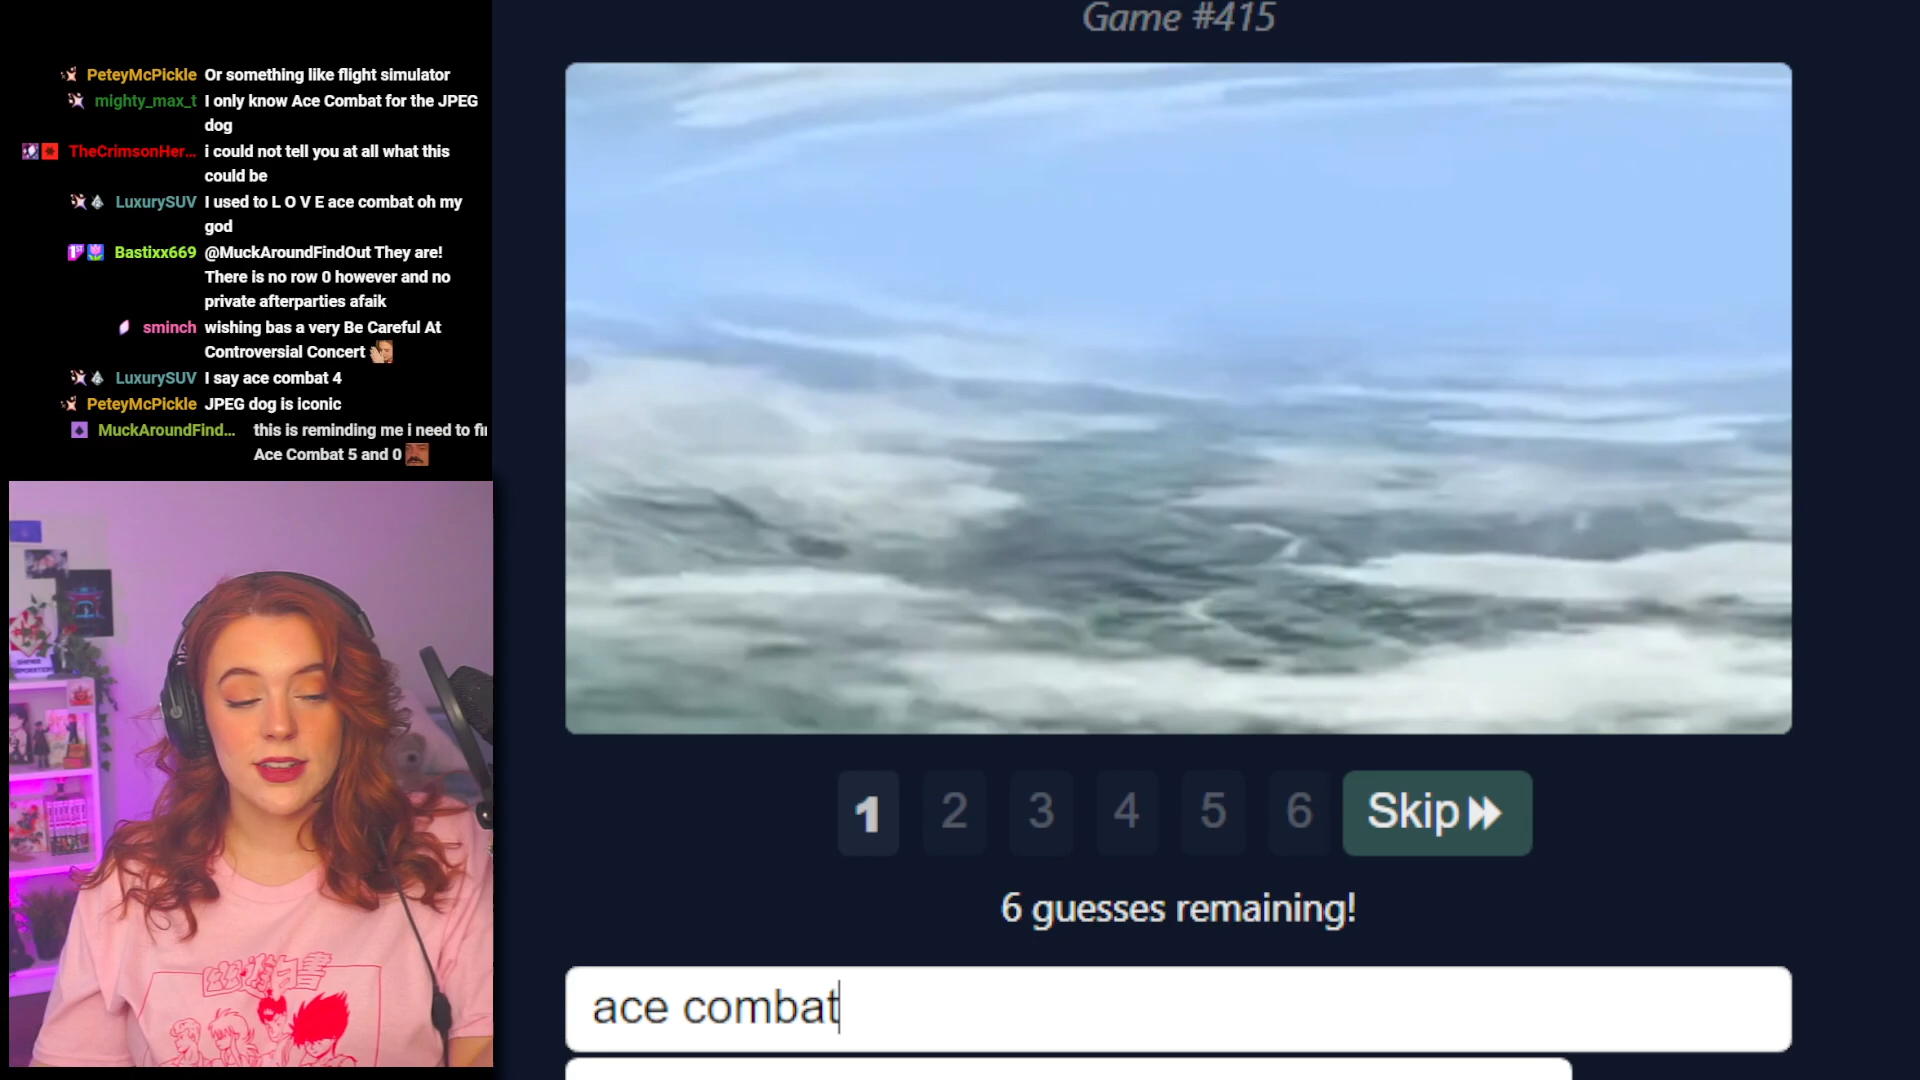 PeteyMcPickle Or something like flight simulator
mighty_max_t I only know Ace Combat for the JPEG
dog
TheCrimsonHer... i could not tell you at all what this
could be
LuxurySUV I used to L O V E ace combat oh my
god
Bastixx669 @MuckAroundFindOut They are!
There is no row 0 however and no
private afterparties afaik
sminch wishing bas a very Be Careful At
Controversial Concert
LuxurySUV I say ace combat 4
PeteyMcPickle JPEG dog is iconic
MuckAroundFind... this is reminding me i need to
Ace Combat 5 and 0
Game #415
1 2 3 4 5 6 Skip
6 guesses remaining!
ace combat
幽遊白書